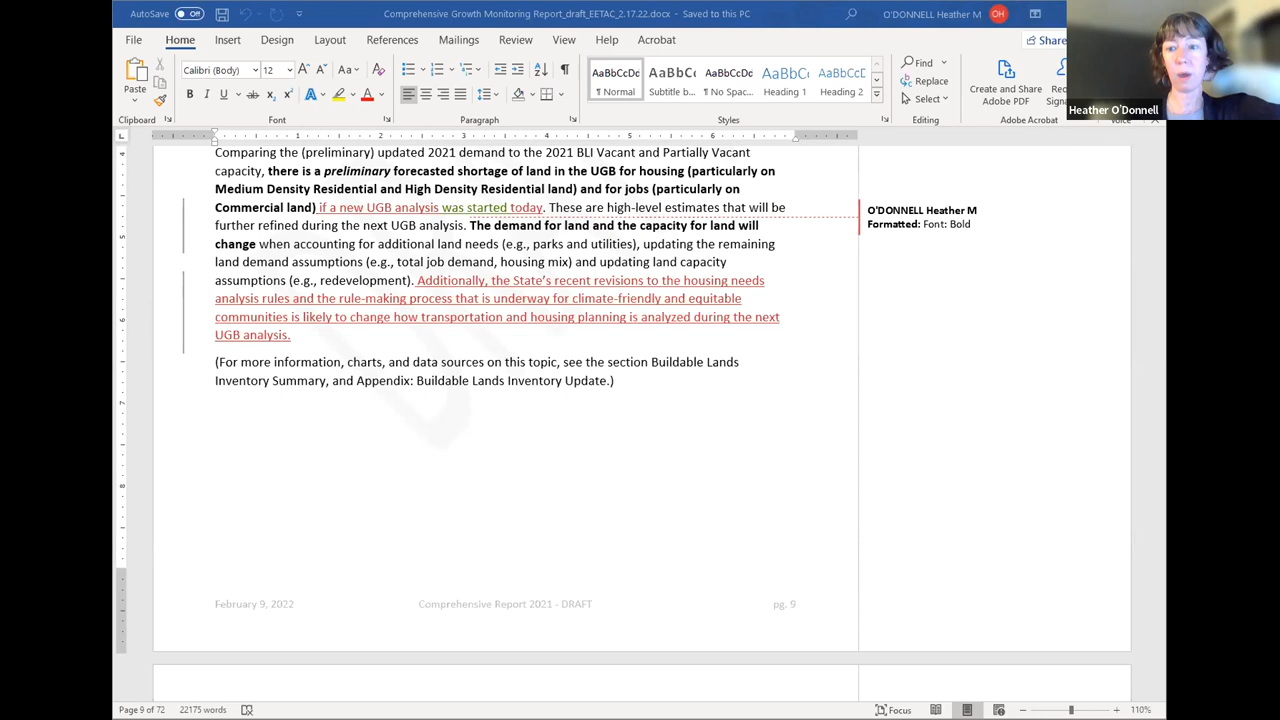 AutoSave Off Comprehensive Growth Monitoring Report_draft_EETAC_2.17.22.docx - Saved to this PC O'DONNELL Heather M OH
File Home Insert Design Layout References Mailings Review View Help Acrobat Share
Paste
Clipboard
Calibri (Body) 12
Font
Paragraph
AaBbCcDc AaBbCc AaBbCcDc AaBbCc AaBbCcD
¶ Normal Subtitle b... ¶ No Spac... Heading 1 Heading 2
Styles
Find
Replace
Select
Editing
Create and Share
Adobe PDF
Adobe Acrobat
Heather O'Donnell
Comparing the (preliminary) updated 2021 demand to the 2021 BLI Vacant and Partially Vacant
capacity, there is a preliminary forecasted shortage of land in the UGB for housing (particularly on
Medium Density Residential and High Density Residential land) and for jobs (particularly on
Commercial land) if a new UGB analysis was started today. These are high-level estimates that will be
further refined during the next UGB analysis. The demand for land and the capacity for land will
change when accounting for additional land needs (e.g., parks and utilities), updating the remaining
land demand assumptions (e.g., total job demand, housing mix) and updating land capacity
assumptions (e.g., redevelopment). Additionally, the State's recent revisions to the housing needs
analysis rules and the rule-making process that is underway for climate-friendly and equitable
communities is likely to change how transportation and housing planning is analyzed during the next
UGB analysis.
(For more information, charts, and data sources on this topic, see the section Buildable Lands
Inventory Summary, and Appendix: Buildable Lands Inventory Update.)
O'DONNELL Heather M
Formatted: Font: Bold
February 9, 2022 Comprehensive Report 2021 - DRAFT pg. 9
Page 9 of 72 22175 words Focus 110%